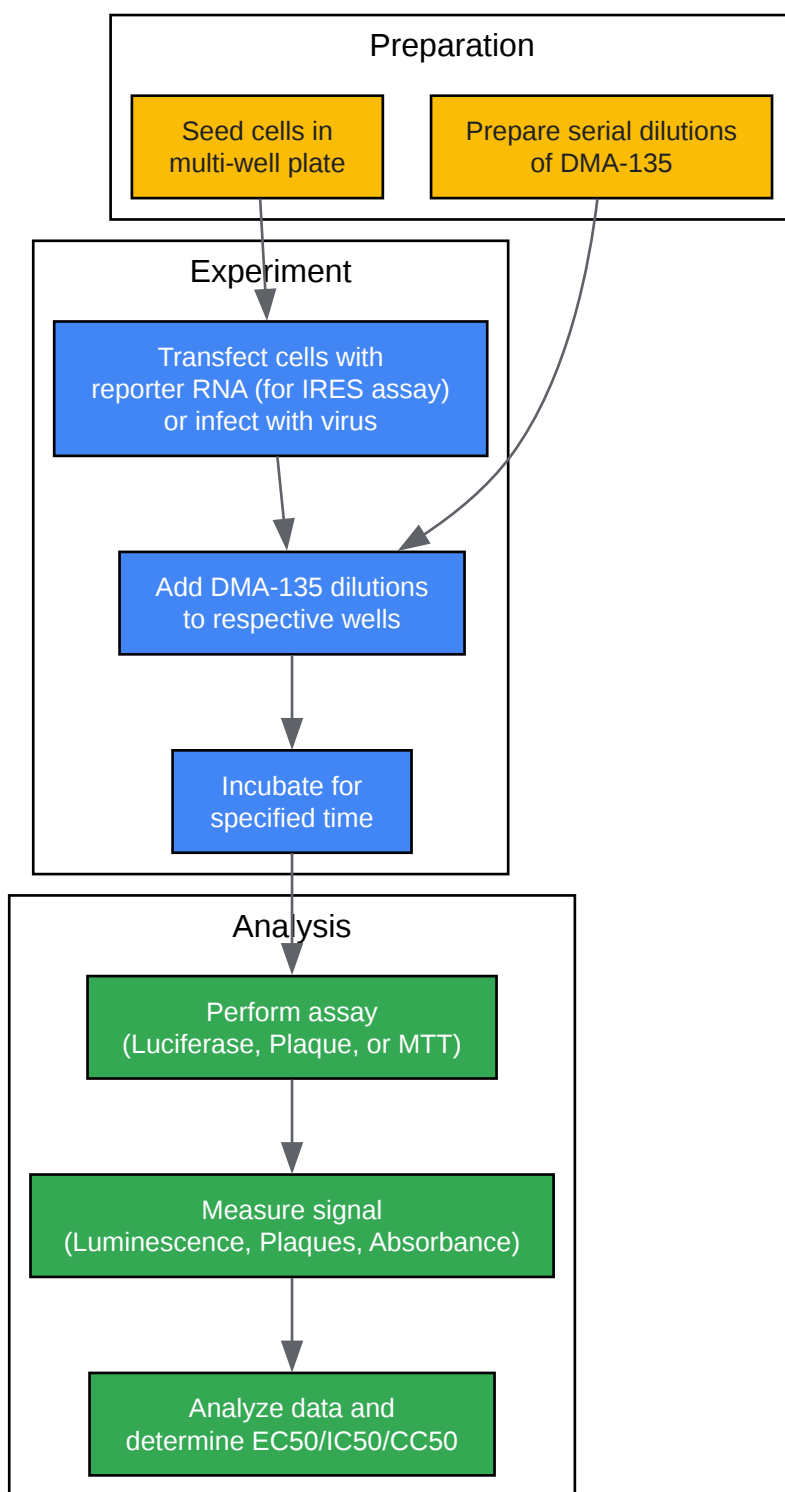 Preparation
Seed cells in
multi-well plate
Prepare serial dilutions
of DMA-135
Experiment
Transfect cells with
reporter RNA (for IRES assay)
or infect with virus
Add DMA-135 dilutions
to respective wells
Incubate for
specified time
Analysis
Perform assay
(Luciferase, Plaque, or MTT)
Measure signal
(Luminescence, Plaques, Absorbance)
Analyze data and
determine EC50/IC50/CC50